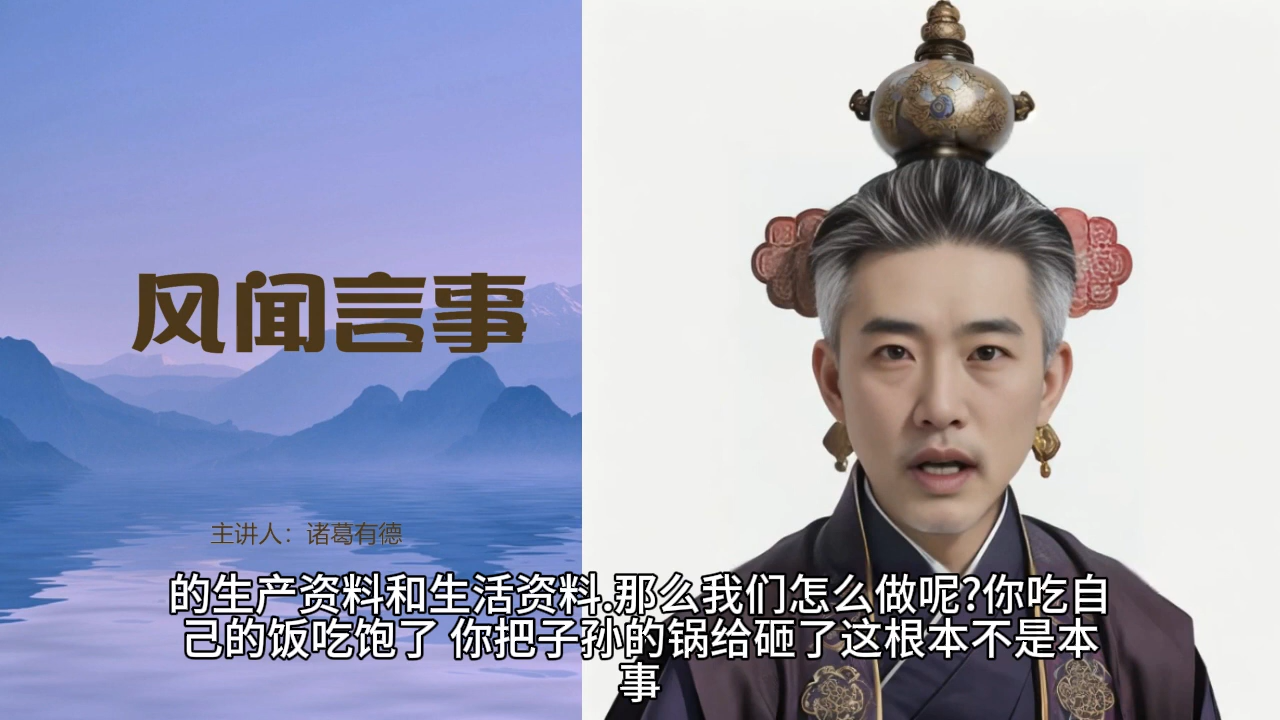 风闻言事
主讲人：诸葛有德
的生产资料和生活资料.那么我们怎么做呢?你吃自
己的饭吃饱了 你把子孙的锅给砸了这根本不是本
事